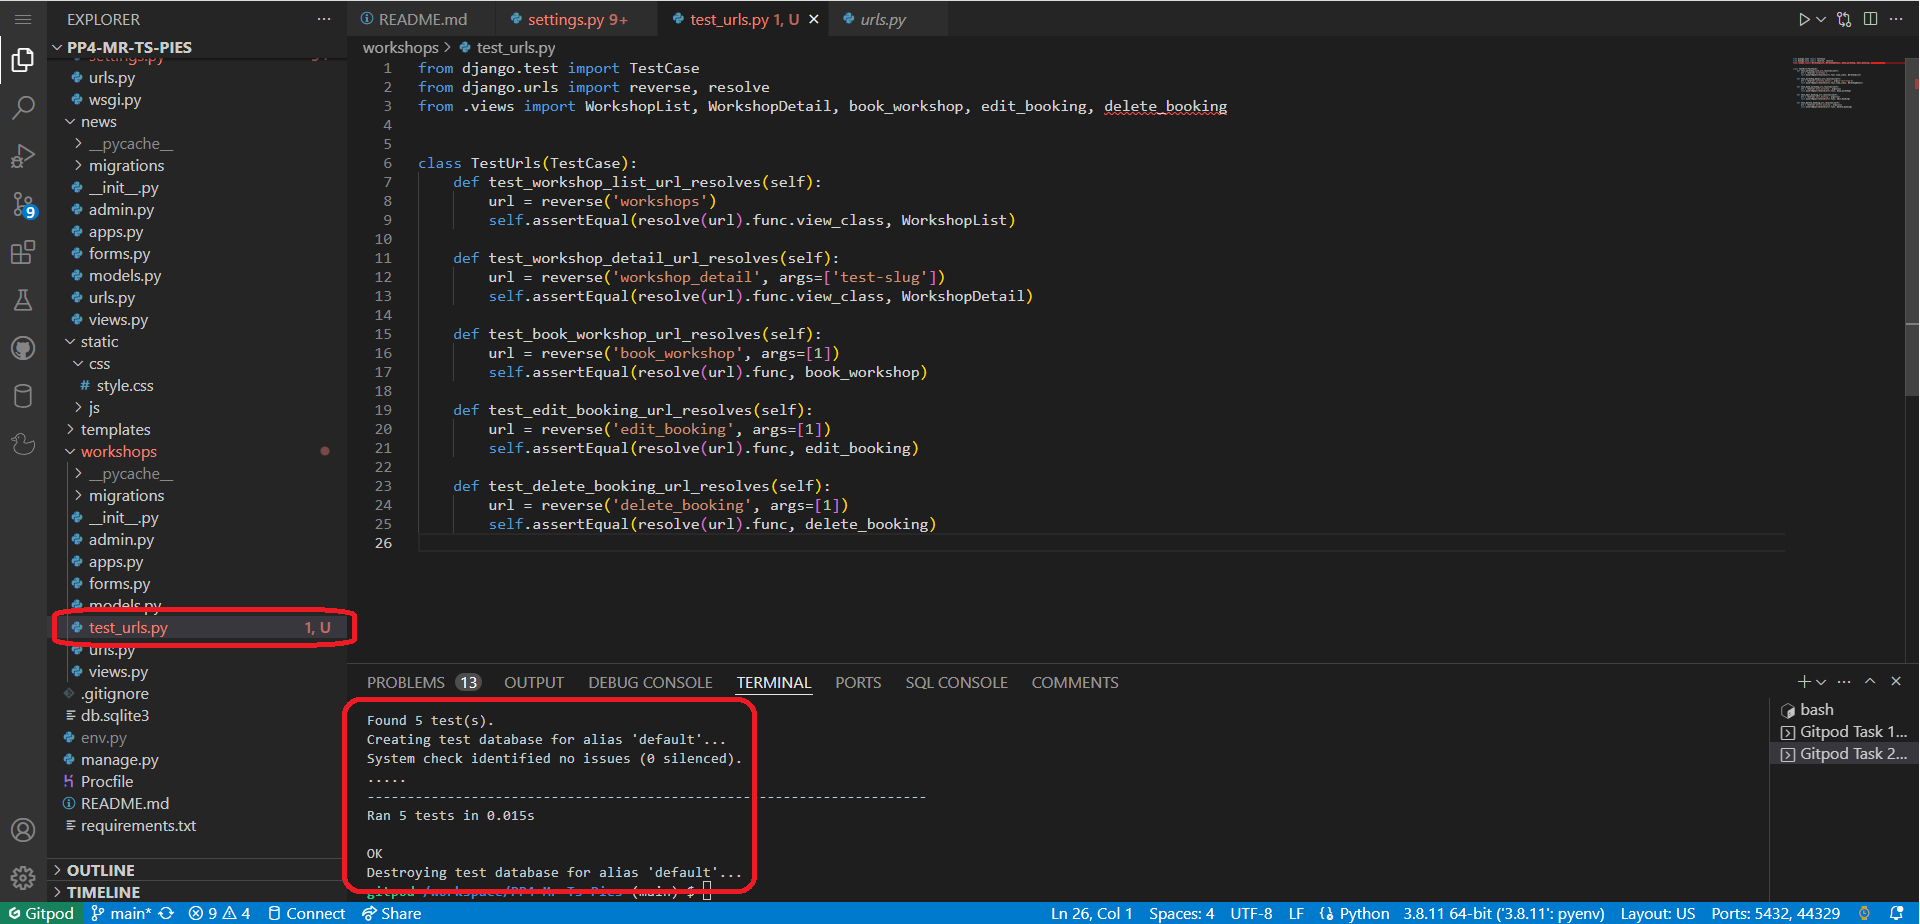 EXPLORER ···
PP4-MR-TS-PIES
settings.py 9+
urls.py
wsgi.py
news
__pycache__
migrations
__init__.py
admin.py
apps.py
forms.py
models.py
urls.py
views.py
static
css
# style.css
js
templates
workshops
__pycache__
migrations
__init__.py
admin.py
apps.py
forms.py
models.py
test_urls.py 1, U
urls.py
views.py
.gitignore
db.sqlite3
env.py
manage.py
Procfile
README.md
requirements.txt
OUTLINE
TIMELINE
9
README.md settings.py 9+ test_urls.py 1, U urls.py
workshops > test_urls.py
1 from django.test import TestCase
2 from django.urls import reverse, resolve
3 from .views import WorkshopList, WorkshopDetail, book_workshop, edit_booking, delete_booking
4
5
6 class TestUrls(TestCase):
7 def test_workshop_list_url_resolves(self):
8 url = reverse('workshops')
9 self.assertEqual(resolve(url).func.view_class, WorkshopList)
10
11 def test_workshop_detail_url_resolves(self):
12 url = reverse('workshop_detail', args=['test-slug'])
13 self.assertEqual(resolve(url).func.view_class, WorkshopDetail)
14
15 def test_book_workshop_url_resolves(self):
16 url = reverse('book_workshop', args=[1])
17 self.assertEqual(resolve(url).func, book_workshop)
18
19 def test_edit_booking_url_resolves(self):
20 url = reverse('edit_booking', args=[1])
21 self.assertEqual(resolve(url).func, edit_booking)
22
23 def test_delete_booking_url_resolves(self):
24 url = reverse('delete_booking', args=[1])
25 self.assertEqual(resolve(url).func, delete_booking)
26
PROBLEMS 13 OUTPUT DEBUG CONSOLE TERMINAL PORTS SQL CONSOLE COMMENTS
Found 5 test(s).
Creating test database for alias 'default'...
System check identified no issues (0 silenced).
.....
----------------------------------------------------------------------
Ran 5 tests in 0.015s
OK
Destroying test database for alias 'default'...
gitpod /workspace/PP4-Mr-Ts-Pies (main) $
bash
Gitpod Task 1...
Gitpod Task 2...
Gitpod main* 9 4 Connect Share Ln 26, Col 1 Spaces: 4 UTF-8 LF Python 3.8.11 64-bit ('3.8.11': pyenv) Layout: US Ports: 5432, 44329